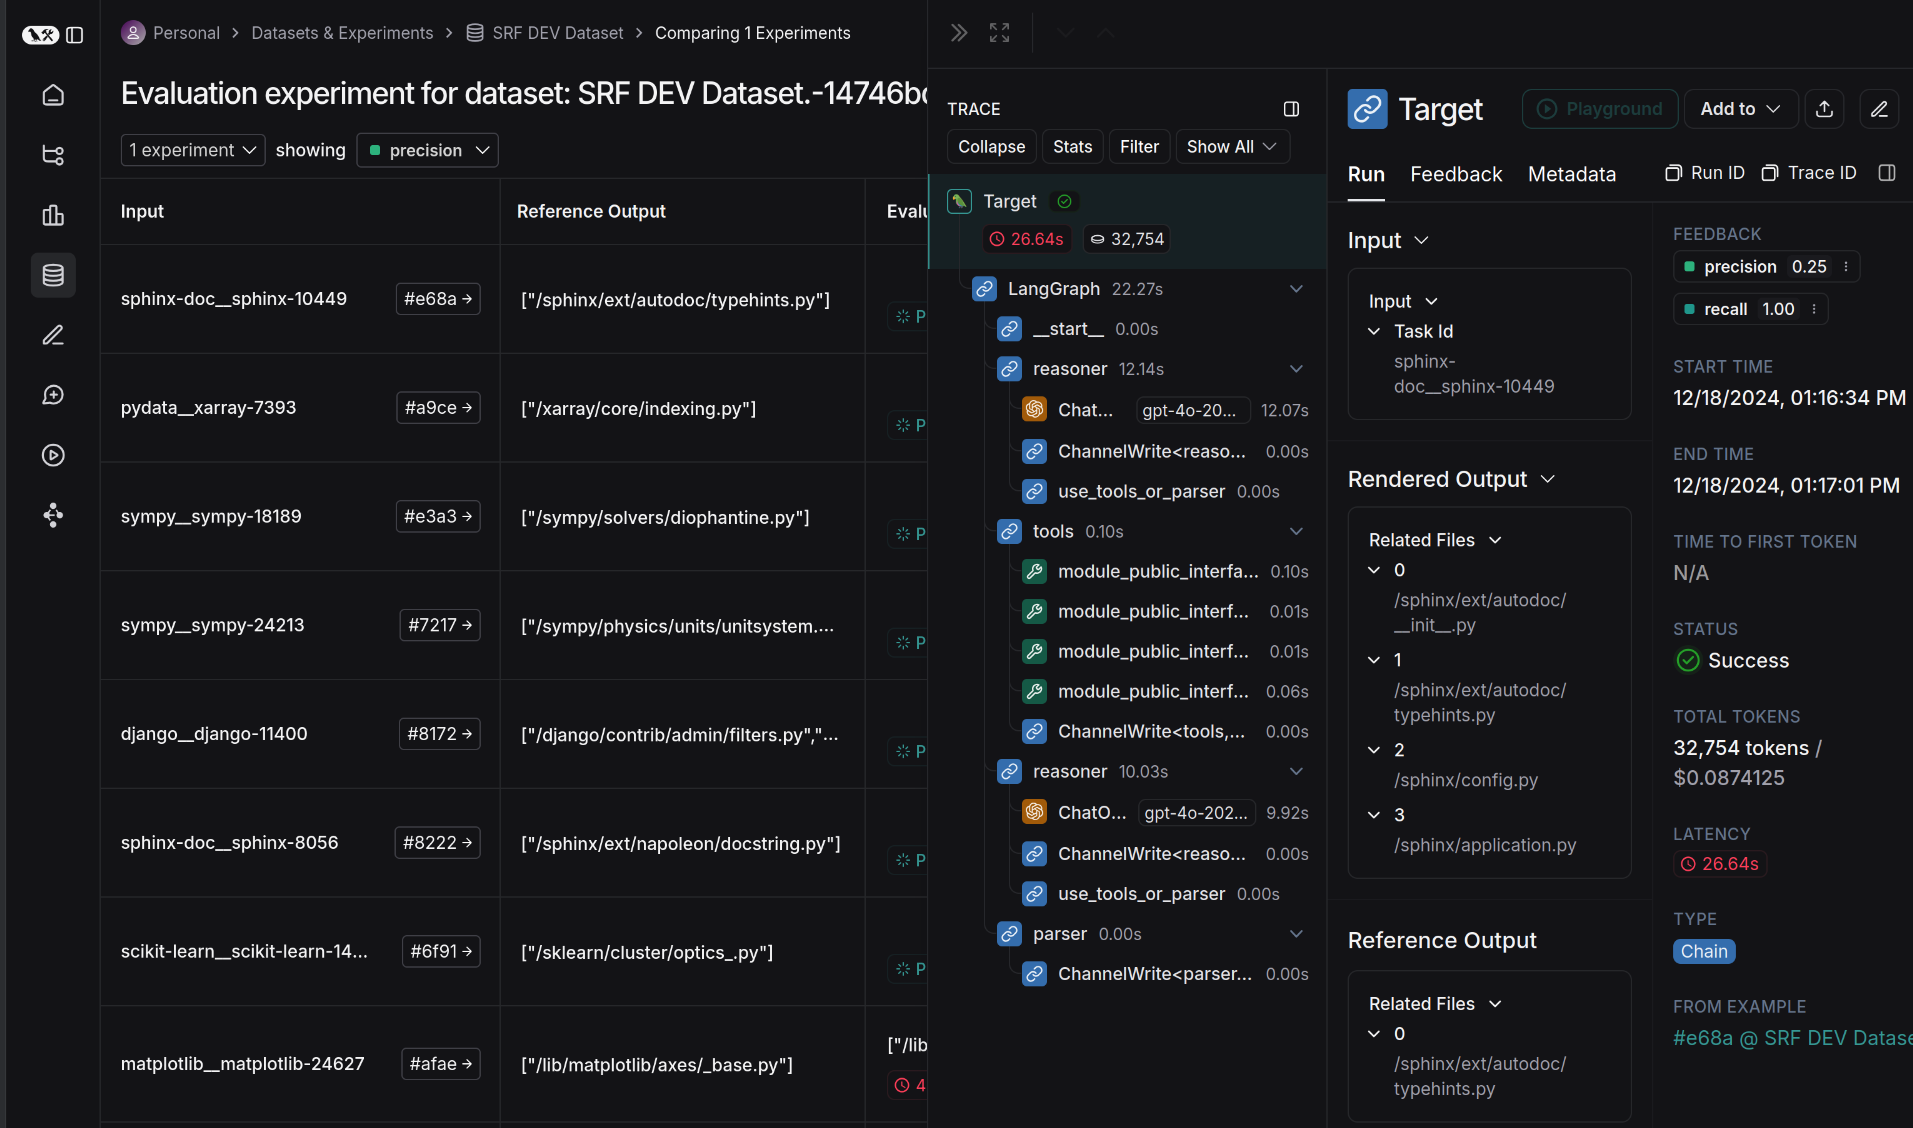 Personal > Datasets & Experiments > SRF DEV Dataset > Comparing 1 Experiments
Evaluation experiment for dataset: SRF DEV Dataset.-14746b
1 experiment showing precision
Input Reference Output Evalu
sphinx-doc__sphinx-10449 #e68a → ["/sphinx/ext/autodoc/typehints.py"] P
pydata__xarray-7393 #a9ce → ["/xarray/core/indexing.py"] P
sympy__sympy-18189 #e3a3 → ["/sympy/solvers/diophantine.py"] P
sympy__sympy-24213 #7217 → ["/sympy/physics/units/unitsystem.... P
django__django-11400 #8172 → ["/django/contrib/admin/filters.py","... P
sphinx-doc__sphinx-8056 #8222 → ["/sphinx/ext/napoleon/docstring.py"] P
scikit-learn__scikit-learn-14... #6f91 → ["/sklearn/cluster/optics_.py"] P
matplotlib__matplotlib-24627 #afae → ["/lib/matplotlib/axes/_base.py"] ["/lib
4
TRACE
Collapse Stats Filter Show All
Target
26.64s 32,754
LangGraph 22.27s
__start__ 0.00s
reasoner 12.14s
Chat... gpt-4o-20... 12.07s
ChannelWrite<reaso... 0.00s
use_tools_or_parser 0.00s
tools 0.10s
module_public_interfa... 0.10s
module_public_interf... 0.01s
module_public_interf... 0.01s
module_public_interf... 0.06s
ChannelWrite<tools,... 0.00s
reasoner 10.03s
ChatO... gpt-4o-202... 9.92s
ChannelWrite<reaso... 0.00s
use_tools_or_parser 0.00s
parser 0.00s
ChannelWrite<parser... 0.00s
Target Playground Add to
Run Feedback Metadata Run ID Trace ID
Input
Input
Task Id
sphinx-
doc__sphinx-10449
Rendered Output
Related Files
0
/sphinx/ext/autodoc/
__init__.py
1
/sphinx/ext/autodoc/
typehints.py
2
/sphinx/config.py
3
/sphinx/application.py
Reference Output
Related Files
0
/sphinx/ext/autodoc/
typehints.py
FEEDBACK
precision 0.25
recall 1.00
START TIME
12/18/2024, 01:16:34 PM
END TIME
12/18/2024, 01:17:01 PM
TIME TO FIRST TOKEN
N/A
STATUS
Success
TOTAL TOKENS
32,754 tokens /
$0.0874125
LATENCY
26.64s
TYPE
Chain
FROM EXAMPLE
#e68a @ SRF DEV Datase